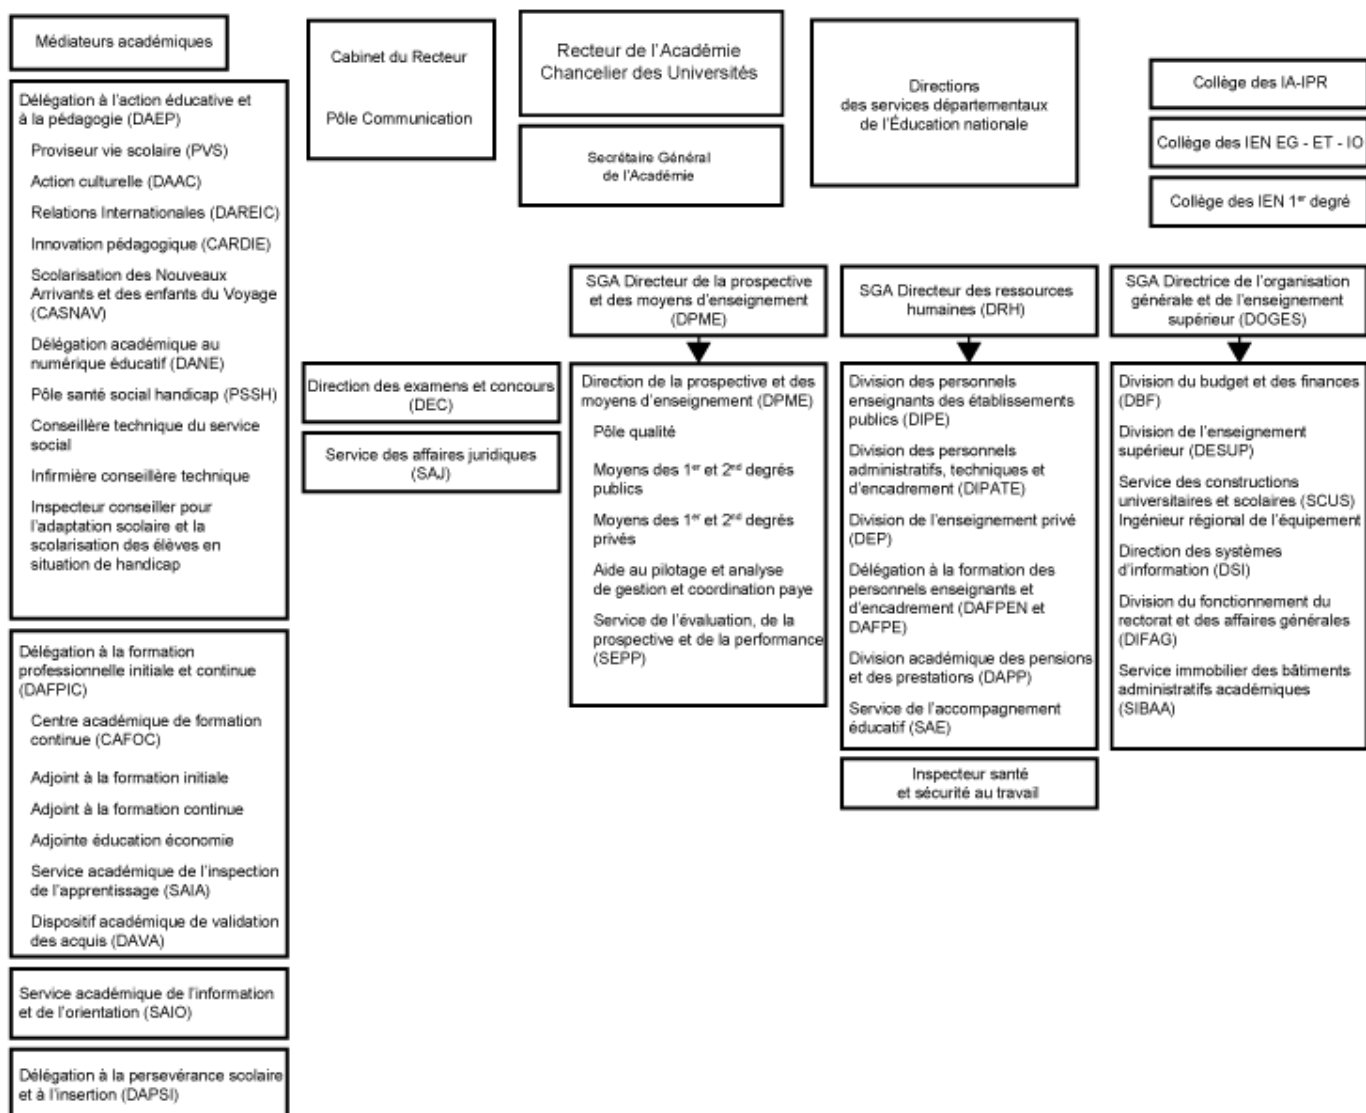 Médiateurs académiques
Délégation à l'action éducative et
à la pédagogie (DAEP)
Proviseur vie scolaire (PVS)
Action culturelle (DAAC)
Relations Internationales (DAREIC)
Innovation pédagogique (CARDIE)
Scolarisation des Nouveaux
Arrivants et des enfants du Voyage
(CASNAV)
Délégation académique au
numérique éducatif (DANE)
Pôle santé social handicap (PSSH)
Conseillère technique du service
social
Infirmière conseillère technique
Inspecteur conseiller pour
l'adaptation scolaire et la
scolarisation des élèves en
situation de handicap
Délégation à la formation
professionnelle initiale et continue
(DAFPIC)
Centre académique de formation
continue (CAFOC)
Adjoint à la formation initiale
Adjoint à la formation continue
Adjointe éducation économie
Service académique de l'inspection
de l'apprentissage (SAIA)
Dispositif académique de validation
des acquis (DAVA)
Service académique de l'information
et de l'orientation (SAIO)
Délégation à la persévérance scolaire
et à l'insertion (DAPSI)
Cabinet du Recteur
Pôle Communication
Recteur de l'Académie
Chancelier des Universités
Secrétaire Général
de l'Académie
Directions
des services départementaux
de l'Éducation nationale
Collège des IA-IPR
Collège des IEN EG - ET - IO
Collège des IEN 1er degré
Direction des examens et concours
(DEC)
Service des affaires juridiques
(SAJ)
SGA Directeur de la prospective
et des moyens d'enseignement
(DPME)
Direction de la prospective et des
moyens d'enseignement (DPME)
Pôle qualité
Moyens des 1er et 2nd degrés
publics
Moyens des 1er et 2nd degrés
privés
Aide au pilotage et analyse
de gestion et coordination paye
Service de l'évaluation, de la
prospective et de la performance
(SEPP)
SGA Directeur des ressources
humaines (DRH)
Division des personnels
enseignants des établissements
publics (DIPE)
Division des personnels
administratifs, techniques et
d'encadrement (DIPATE)
Division de l'enseignement privé
(DEP)
Délégation à la formation des
personnels enseignants et
d'encadrement (DAFPEN et
DAFPE)
Division académique des pensions
et des prestations (DAPP)
Service de l'accompagnement
éducatif (SAE)
Inspecteur santé
et sécurité au travail
SGA Directrice de l'organisation
générale et de l'enseignement
supérieur (DOGES)
Division du budget et des finances
(DBF)
Division de l'enseignement
supérieur (DESUP)
Service des constructions
universitaires et scolaires (SCUS)
Ingénieur régional de l'équipement
Direction des systèmes
d'information (DSI)
Division du fonctionnement du
rectorat et des affaires générales
(DIFAG)
Service immobilier des bâtiments
administratifs académiques
(SIBAA)